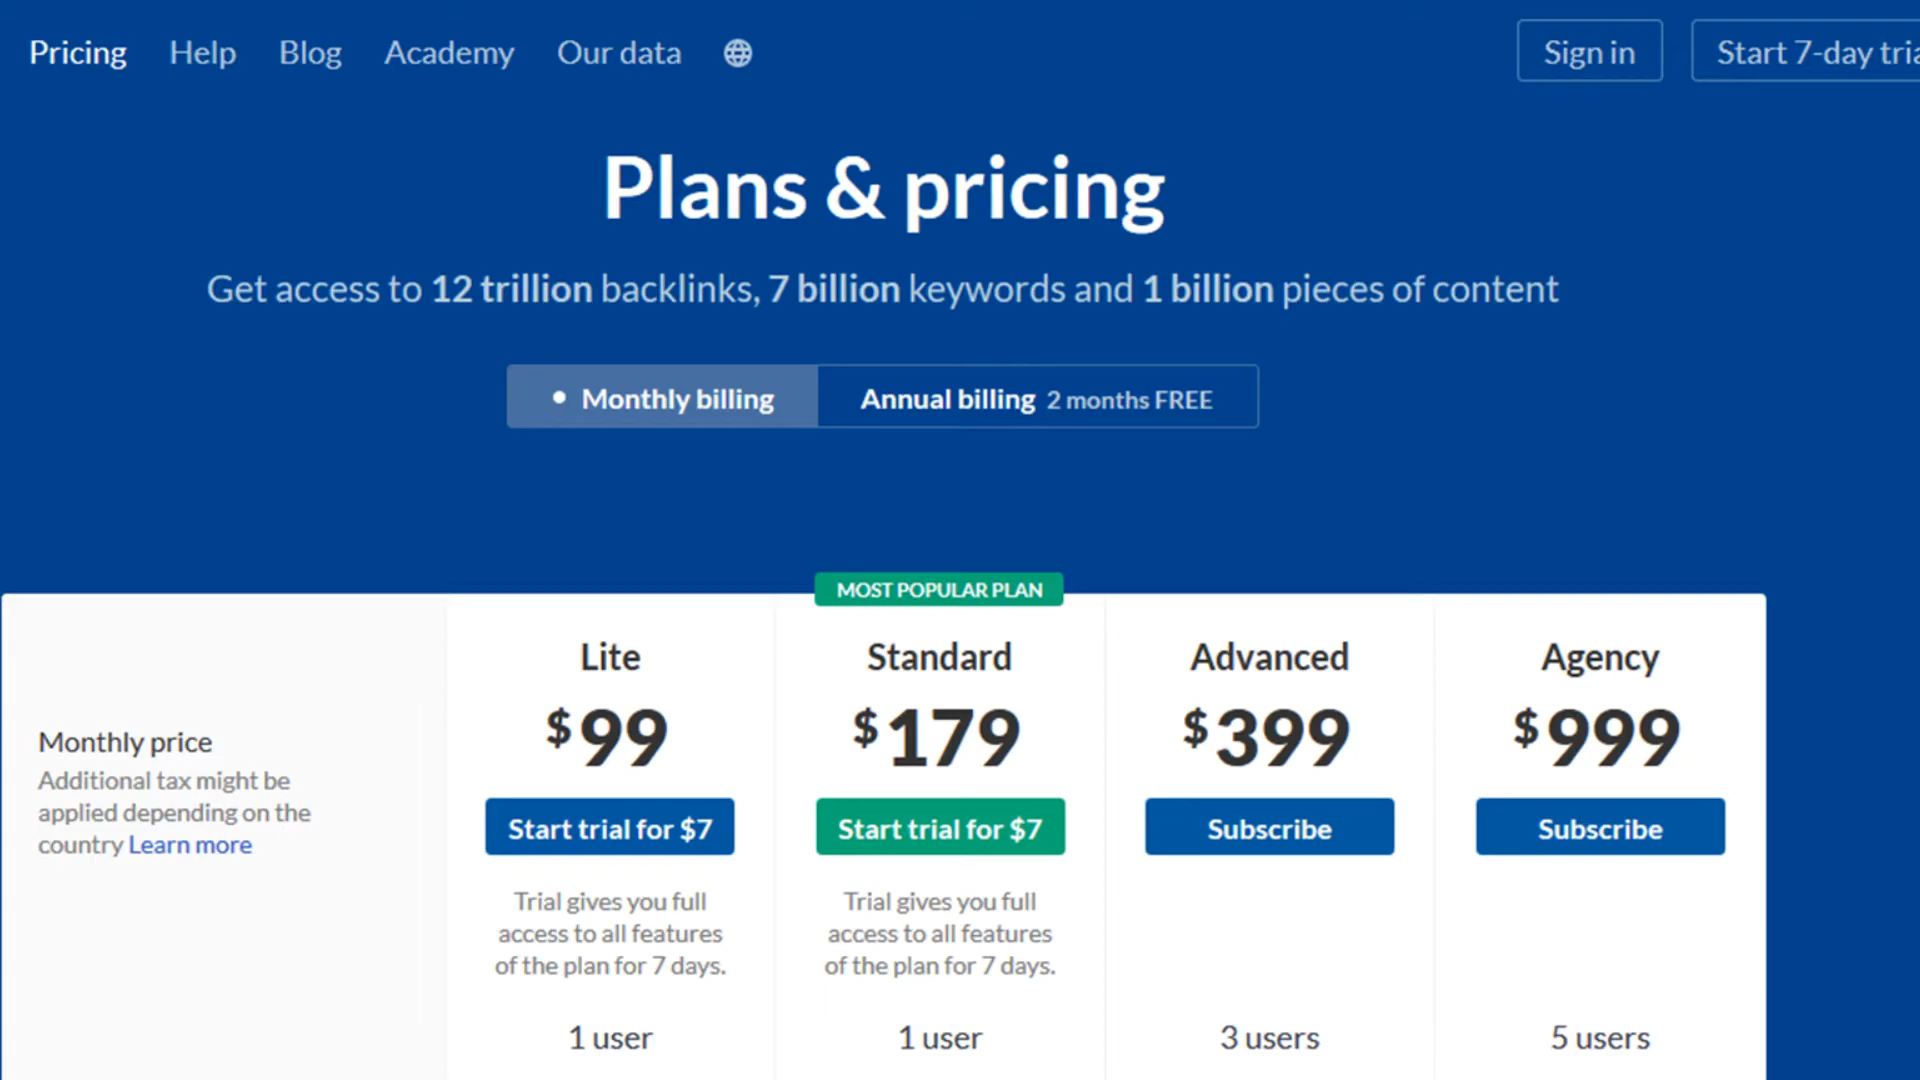 Pricing Help Blog Academy Our data Sign in Start 7-day
Plans & pricing
Get access to 12 trillion backlinks, 7 billion keywords and 1 billion pieces of content
Monthly billing Annual billing 2 months FREE
MOST POPULAR PLAN
Lite Standard Advanced Agency
$99 $179 $399 $999
Monthly price
Additional tax might be
applied depending on the
country Learn more
Start trial for $7 Start trial for $7 Subscribe Subscribe
Trial gives you full
access to all features
of the plan for 7 days.
Trial gives you full
access to all features
of the plan for 7 days.
1 user 1 user 3 users 5 users